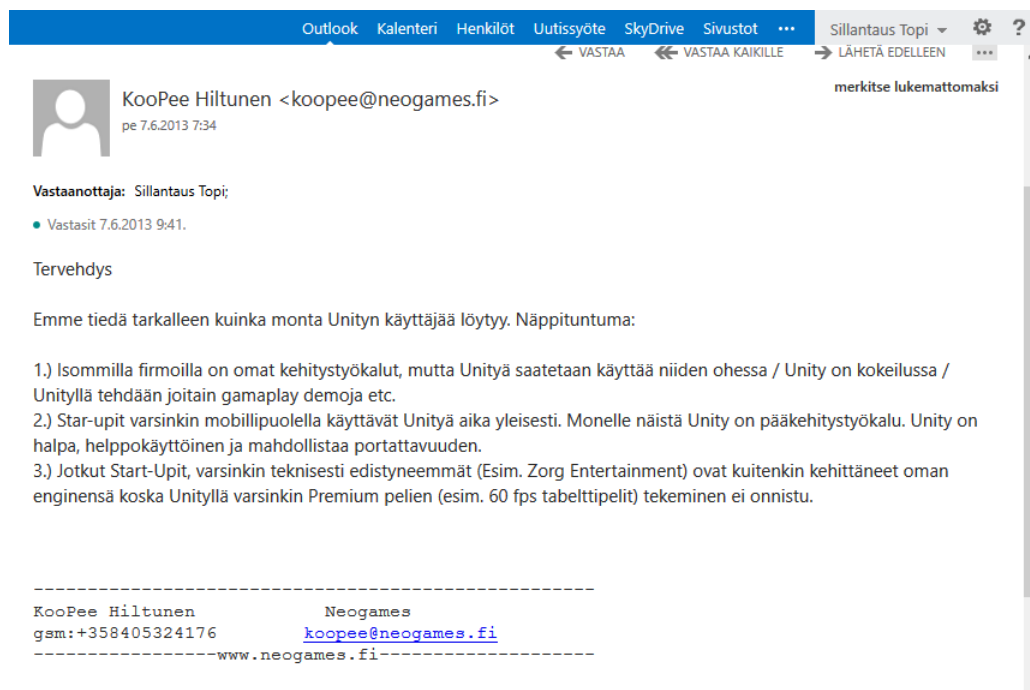 Outlook Kalenteri Henkilöt Uutissyöte SkyDrive Sivustot ••• Sillantaus Topi ?
VASTAA VASTAA KAIKILLE LÄHETÄ EDELLEEN •••
KooPee Hiltunen <koopee@neogames.fi>
merkitse lukemattomaksi
pe 7.6.2013 7:34
Vastaanottaja: Sillantaus Topi;
• Vastasit 7.6.2013 9:41.
Tervehdys
Emme tiedä tarkalleen kuinka monta Unityn käyttäjää löytyy. Näppituntuma:
1.) Isommilla firmoilla on omat kehitystyökalut, mutta Unityä saatetaan käyttää niiden ohessa / Unity on kokeilussa /
Unityllä tehdään joitain gamaplay demoja etc.
2.) Star-upit varsinkin mobillipuolella käyttävät Unityä aika yleisesti. Monelle näistä Unity on pääkehitystyökalu. Unity on
halpa, helppokäyttöinen ja mahdollistaa portattavuuden.
3.) Jotkut Start-Upit, varsinkin teknisesti edistyneemmät (Esim. Zorg Entertainment) ovat kuitenkin kehittäneet oman
enginensä koska Unityllä varsinkin Premium pelien (esim. 60 fps tabelttipelit) tekeminen ei onnistu.
------------------------------------------------------
KooPee Hiltunen Neogames
gsm:+358405324176 koopee@neogames.fi
-----------------www.neogames.fi--------------------